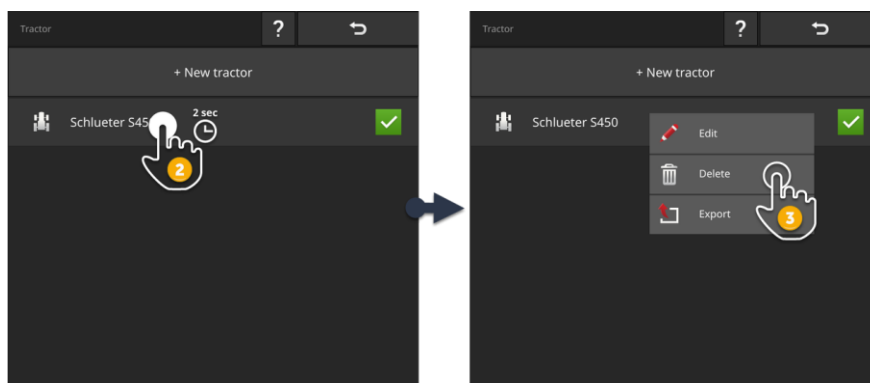 Tractor
?
+ New tractor
Schlueter S45
2 sec
2
Tractor
?
+ New tractor
Schlueter S450
Edit
Delete
Export
3